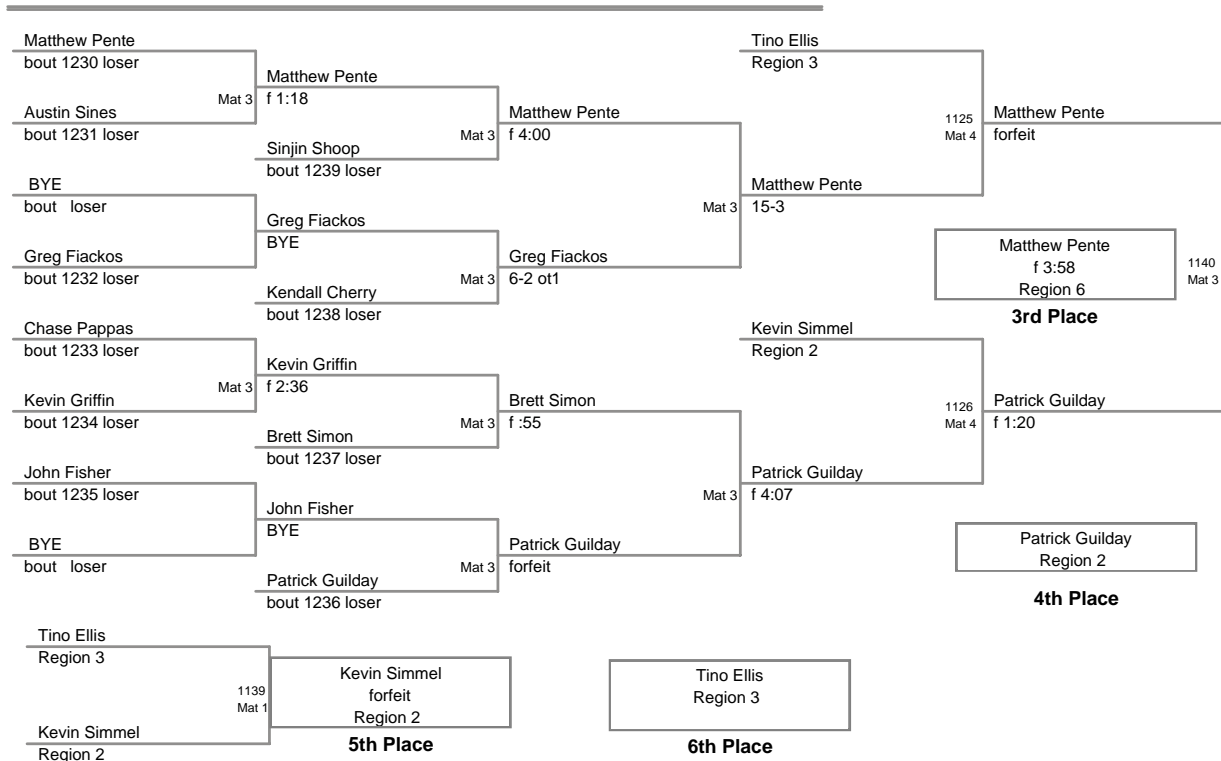 Matthew Pente
bout 1230 loser
Mat 3
Austin Sines
bout 1231 loser
BYE
bout loser
Greg Fiackos
bout 1232 loser
Chase Pappas
bout 1233 loser
Mat 3
Kevin Griffin
bout 1234 loser
John Fisher
bout 1235 loser
BYE
bout loser
Matthew Pente
f 1:18
Mat 3
Sinjin Shoop
bout 1239 loser
Greg Fiackos
BYE
Mat 3
Kendall Cherry
bout 1238 loser
Kevin Griffin
f 2:36
Mat 3
Brett Simon
bout 1237 loser
John Fisher
BYE
Mat 3
Patrick Guilday
bout 1236 loser
Matthew Pente
f 4:00
Mat 3
Greg Fiackos
6-2 ot1
Brett Simon
f :55
Mat 3
Patrick Guilday
forfeit
Tino Ellis
Region 3
1125
Mat 4
Matthew Pente
15-3
Kevin Simmel
Region 2
1126
Mat 4
Patrick Guilday
f 4:07
Matthew Pente
forfeit
Matthew Pente
f 3:58
Region 6
1140
Mat 3
3rd Place
Patrick Guilday
f 1:20
Patrick Guilday
Region 2
4th Place
Tino Ellis
Region 3
1139
Mat 1
Kevin Simmel
Region 2
Kevin Simmel
forfeit
Region 2
5th Place
Tino Ellis
Region 3
6th Place